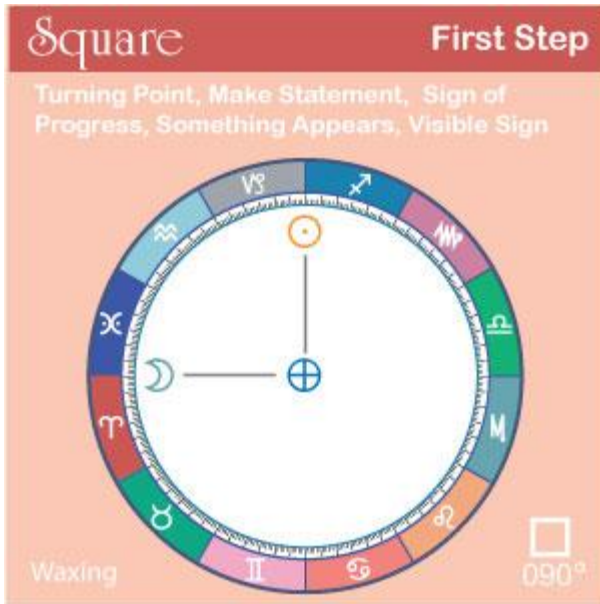 Square
First Step
Turning Point, Make Statement, Sign of
Progress, Something Appears, Visible Sign
Waxing
090°